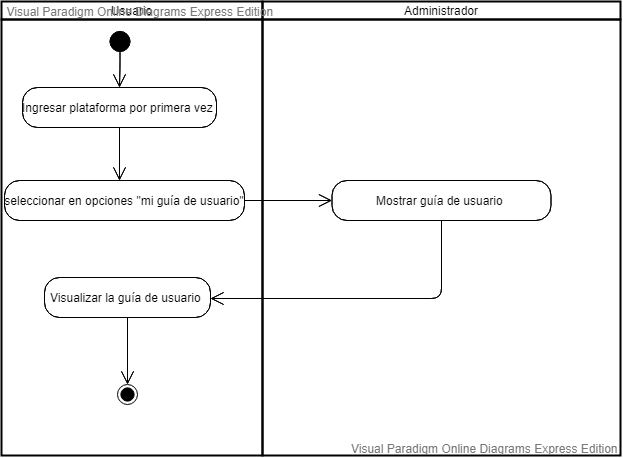 Visual Paradigm Online Diagrams Express Edition
Usuario
Administrador
Ingresar plataforma por primera vez
seleccionar en opciones "mi guía de usuario"
Mostrar guía de usuario
Visualizar la guía de usuario
Visual Paradigm Online Diagrams Express Edition